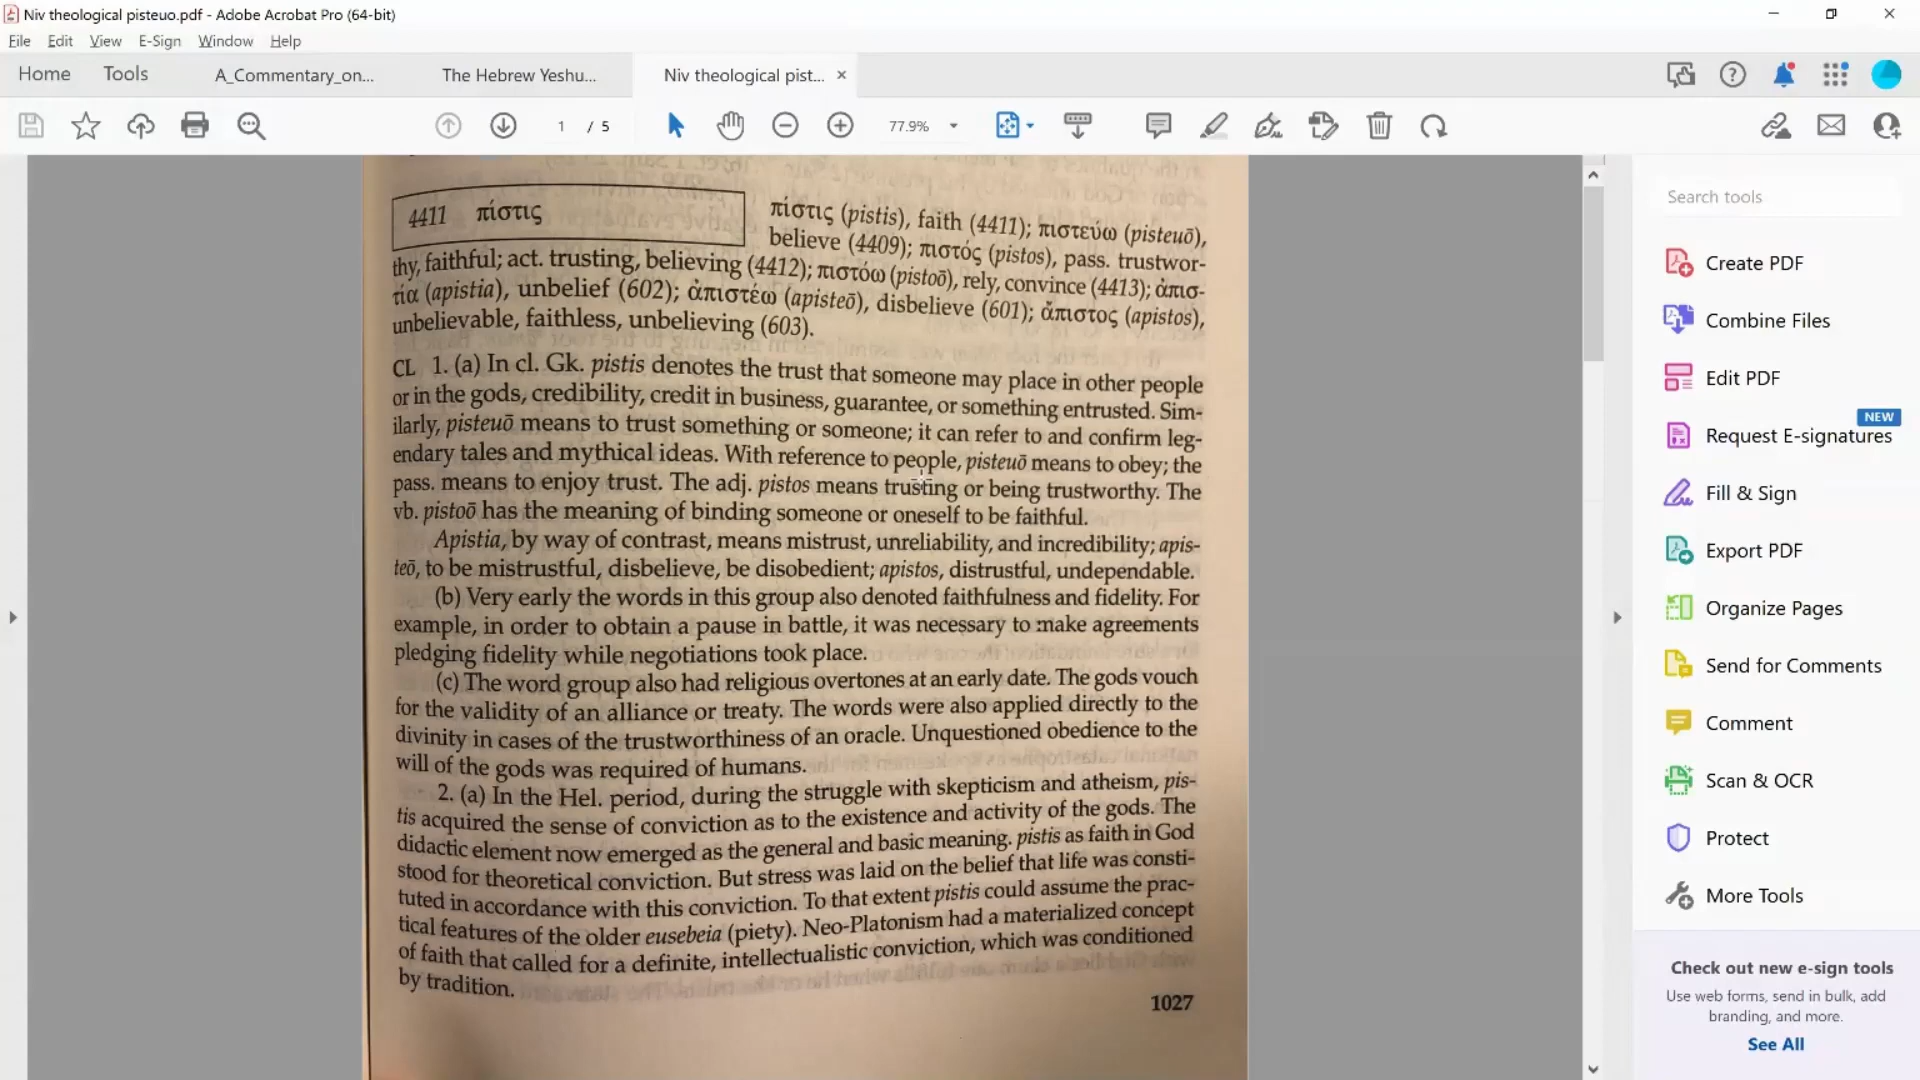 Niv theological pisteuo.pdf - Adobe Acrobat Pro (64-bit)
File Edit View E-Sign Window Help
Home Tools A_Commentary_on... The Hebrew Yeshu... Niv theological pist... ×
1 / 5 77.9%
4411 πίστις
πίστις (pistis), faith (4411); πιστεύω (pisteuō),
believe (4409); πιστός (pistos), pass. trustwor-
thy, faithful; act. trusting, believing (4412); πιστόω (pistoō), rely, convince (4413); ἀπισ-
τία (apistia), unbelief (602); ἀπιστέω (apisteō), disbelieve (601); ἄπιστος (apistos),
unbelievable, faithless, unbelieving (603).
CL 1. (a) In cl. Gk. pistis denotes the trust that someone may place in other people
or in the gods, credibility, credit in business, guarantee, or something entrusted. Sim-
ilarly, pisteuō means to trust something or someone; it can refer to and confirm leg-
endary tales and mythical ideas. With reference to people, pisteuō means to obey; the
pass. means to enjoy trust. The adj. pistos means trusting or being trustworthy. The
vb. pistoō has the meaning of binding someone or oneself to be faithful.
Apistia, by way of contrast, means mistrust, unreliability, and incredibility; apis-
teō, to be mistrustful, disbelieve, be disobedient; apistos, distrustful, undependable.
(b) Very early the words in this group also denoted faithfulness and fidelity. For
example, in order to obtain a pause in battle, it was necessary to make agreements
pledging fidelity while negotiations took place.
(c) The word group also had religious overtones at an early date. The gods vouch
for the validity of an alliance or treaty. The words were also applied directly to the
divinity in cases of the trustworthiness of an oracle. Unquestioned obedience to the
will of the gods was required of humans.
2. (a) In the Hel. period, during the struggle with skepticism and atheism, pis-
tis acquired the sense of conviction as to the existence and activity of the gods. The
didactic element now emerged as the general and basic meaning. pistis as faith in God
stood for theoretical conviction. But stress was laid on the belief that life was consti-
tuted in accordance with this conviction. To that extent pistis could assume the prac-
tical features of the older eusebeia (piety). Neo-Platonism had a materialized concept
of faith that called for a definite, intellectualistic conviction, which was conditioned
by tradition.
1027
Search tools
Create PDF
Combine Files
Edit PDF
NEW
Request E-signatures
Fill & Sign
Export PDF
Organize Pages
Send for Comments
Comment
Scan & OCR
Protect
More Tools
Check out new e-sign tools
Use web forms, send in bulk, add
branding, and more.
See All